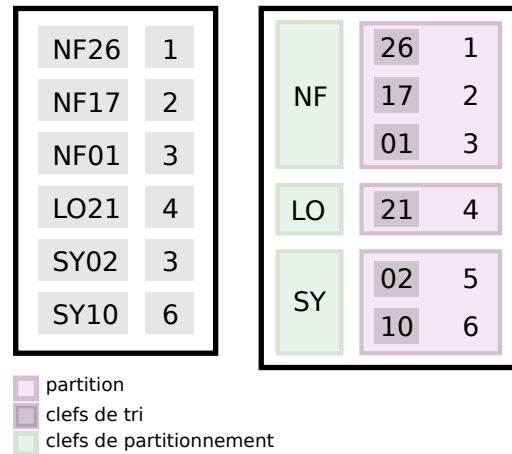 NF26 1
NF17 2
NF01 3
LO21 4
SY02 3
SY10 6
NF
26 1
17 2
01 3
LO
21 4
SY
02 5
10 6
partition
clefs de tri
clefs de partitionnement